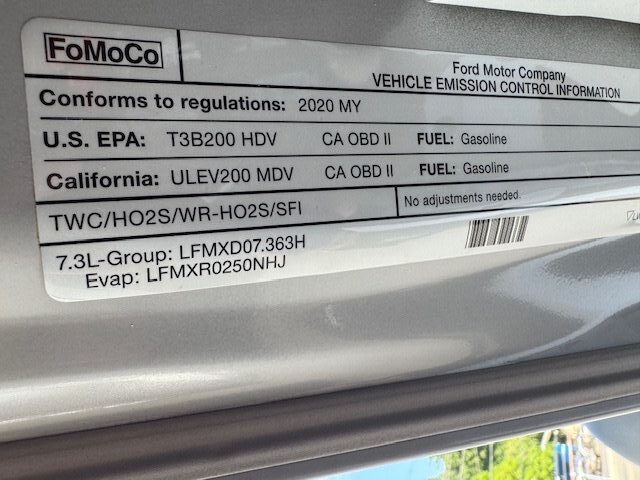 FoMoCo
Ford Motor Company
VEHICLE EMISSION CONTROL INFORMATION
Conforms to regulations: 2020 MY
U.S. EPA: T3B200 HDV CA OBD II FUEL: Gasoline
California: ULEV200 MDV CA OBD II FUEL: Gasoline
TWC/HO2S/WR-HO2S/SFI
No adjustments needed.
7.3L-Group: LFMXD07.363H
Evap: LFMXR0250NHJ